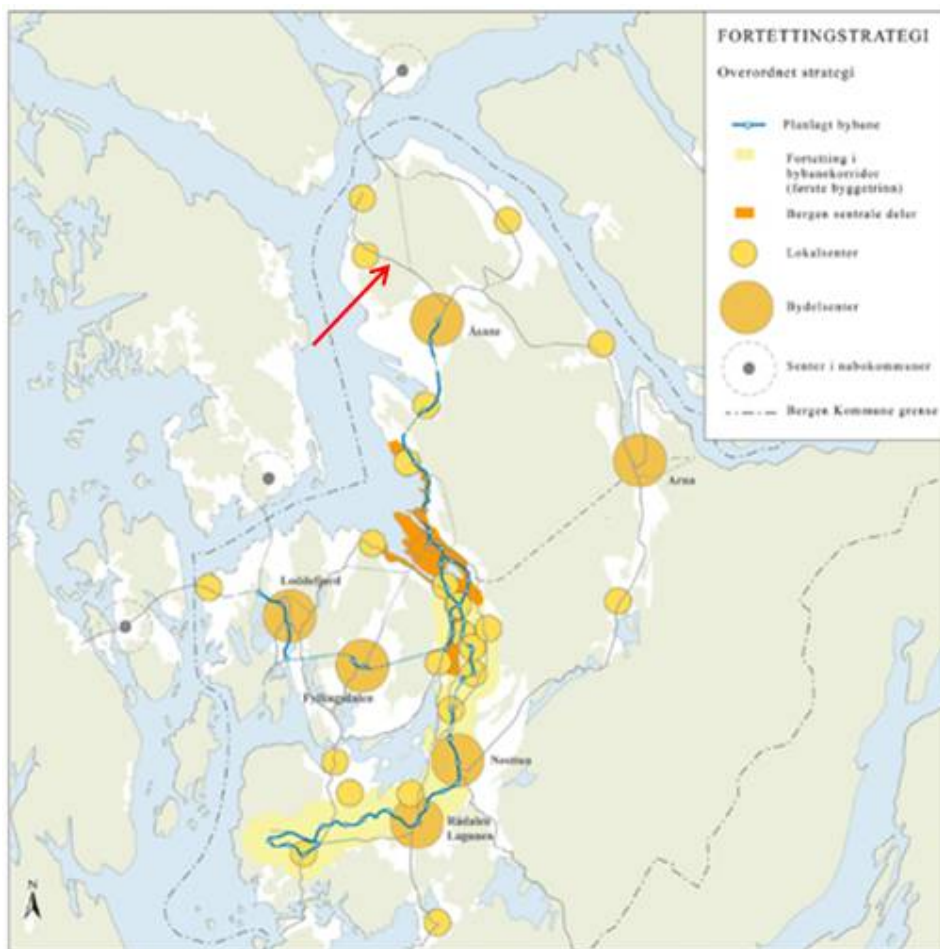 FORTETTINGSTRATEGI
Overordnet strategi
Planlagt bybane
Fortetting i
bybanekorridor
(første byggetrinn)
Bergen sentrale deler
Lokalsenter
Bydelsenter
Senter i nabokommuner
Bergen Kommune grense
Åsane
Arna
Loddefjord
Fyllingsdalen
Nesttun
Rådalen
Lagunen
N